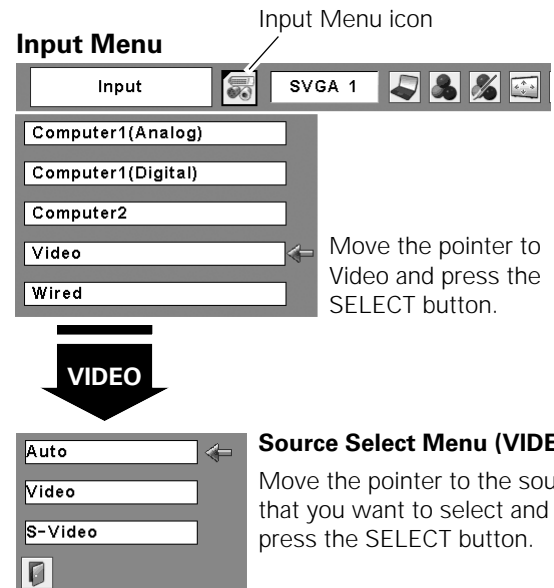 Input Menu icon
Input Menu
Input
SVGA 1
Computer1(Analog)
Computer1(Digital)
Computer2
Video
Wired
Move the pointer to
Video and press the
SELECT button.
VIDEO
Auto
Video
S-Video
Source Select Menu
Move the pointer to the
that you want to select and
press the SELECT button.